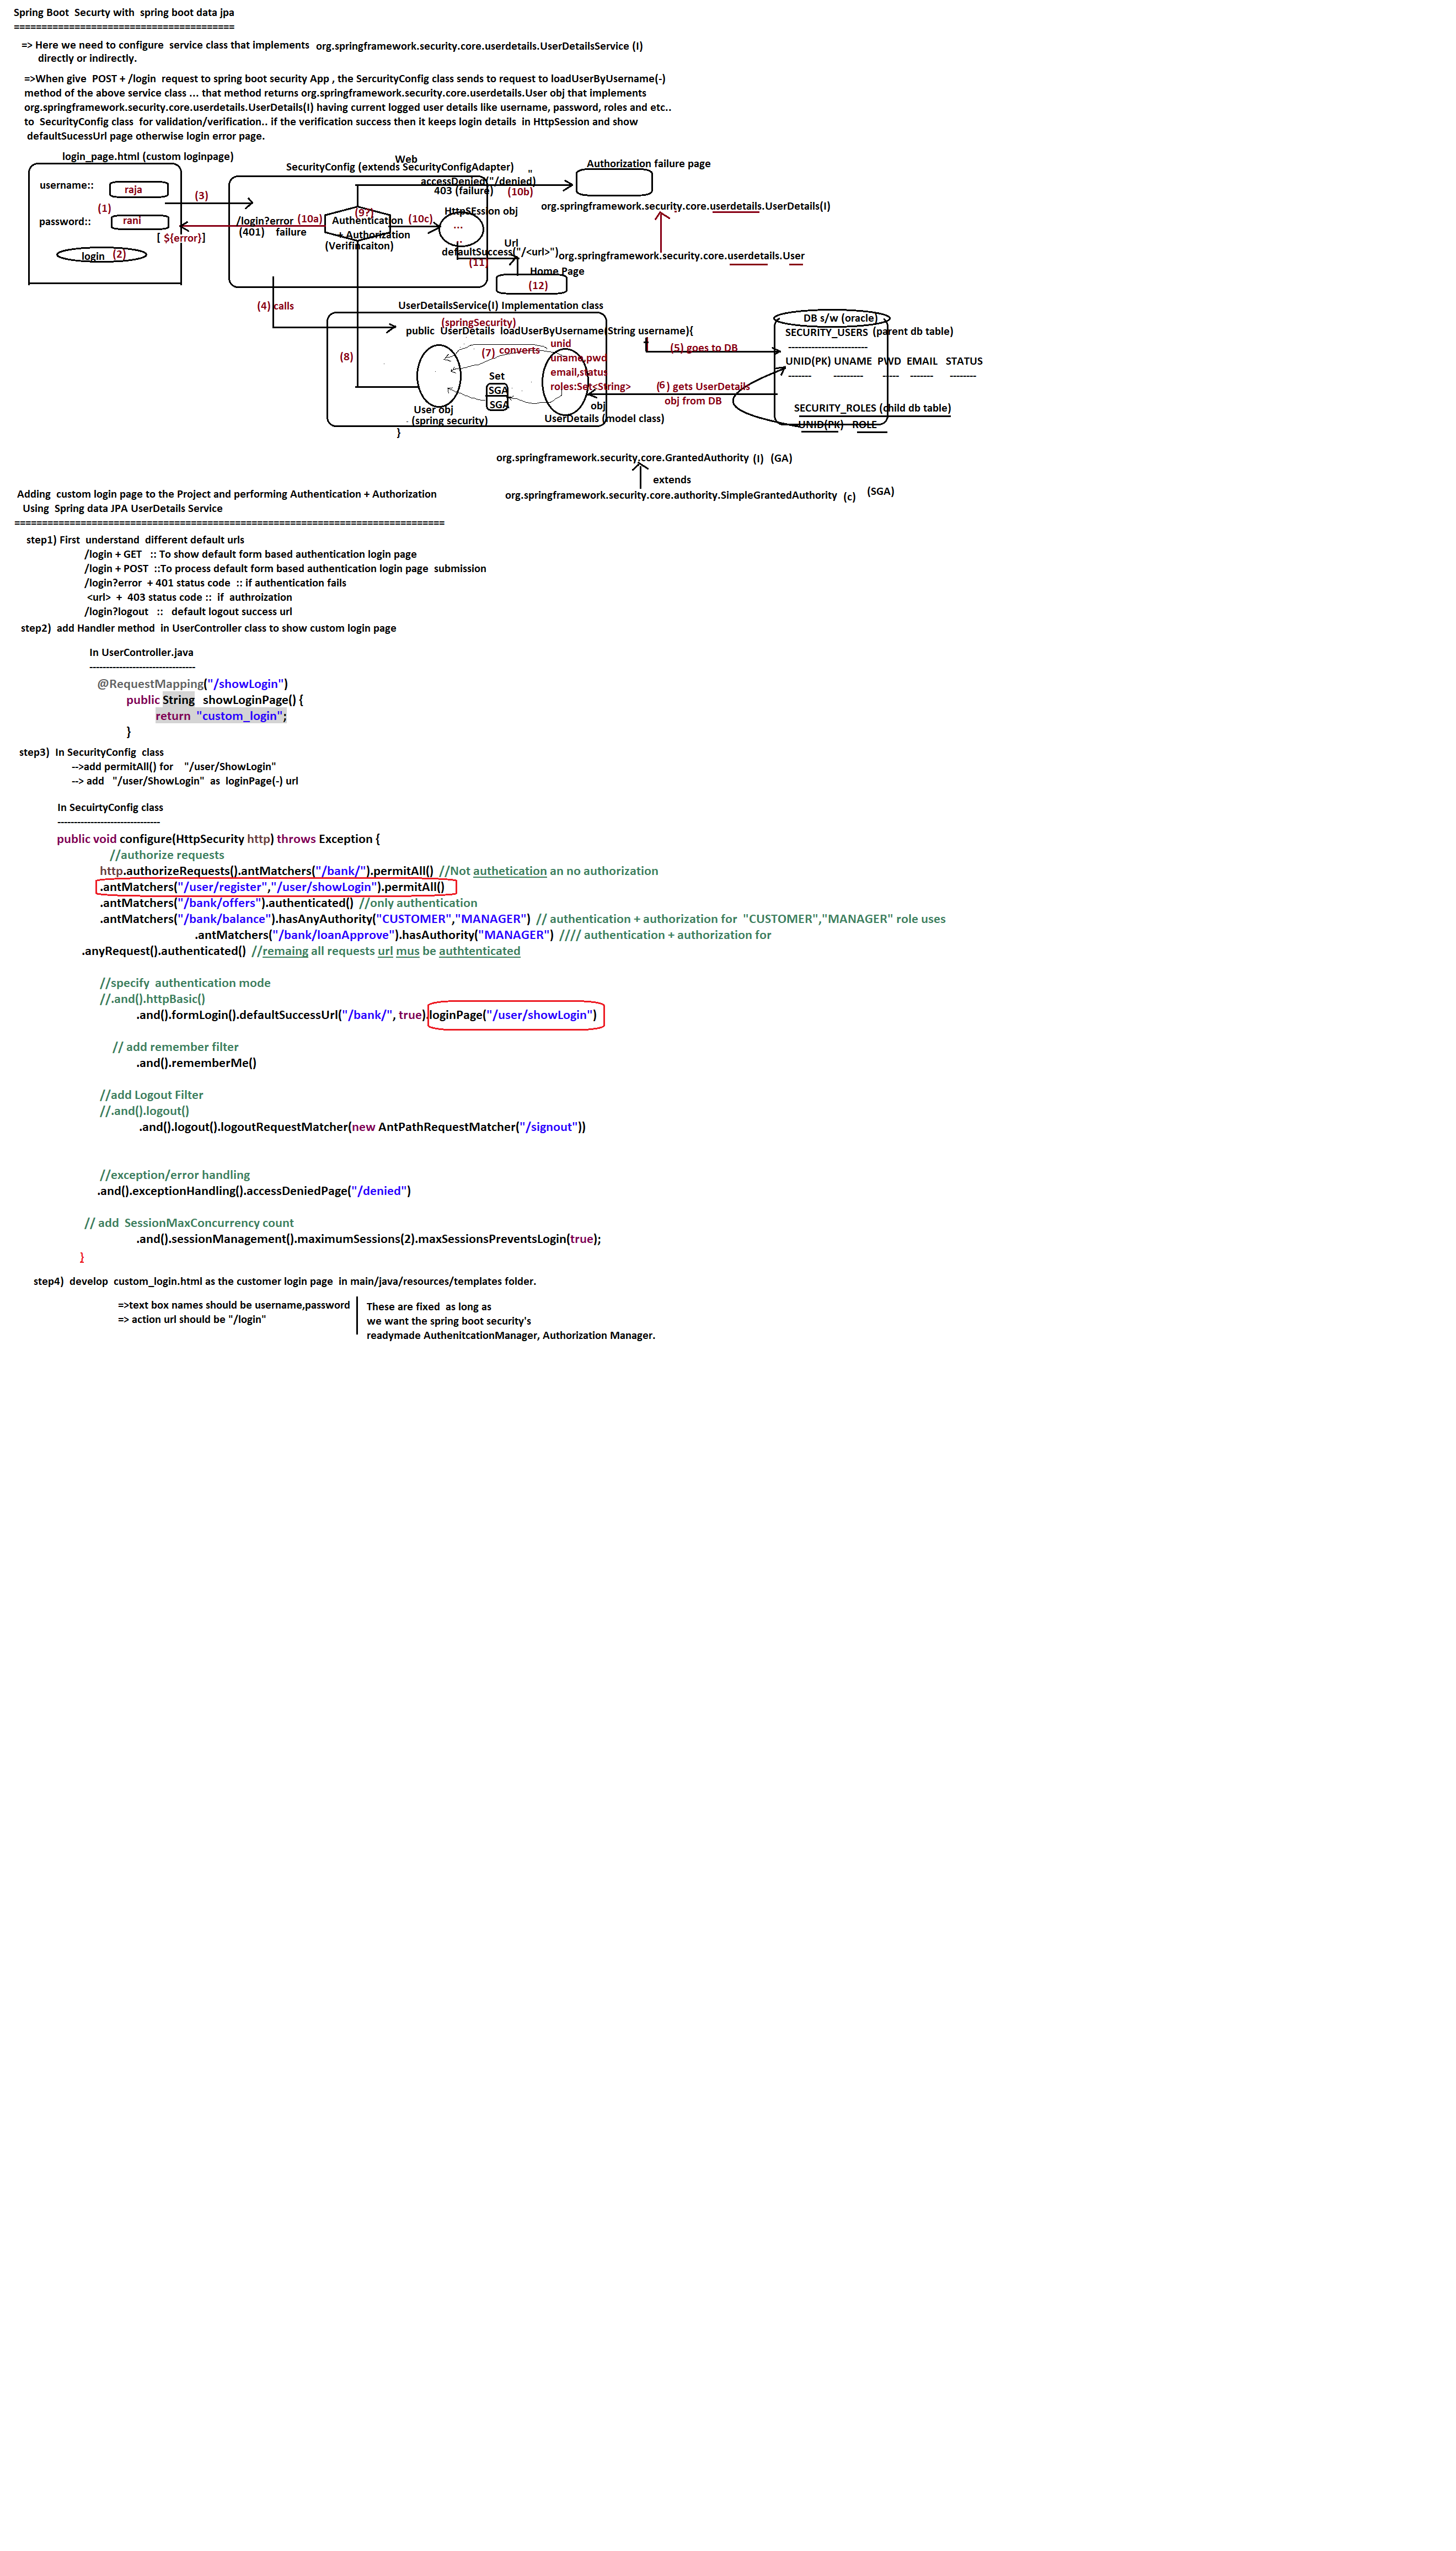 Spring Boot  Securty with  spring boot data jpa
========================================
=> Here we need to configure  service class that implements  org.springframework.security.core.userdetails.UserDetailsService (I)
directly or indirectly.
=>When give  POST + /login  request to spring boot security App , the SercurityConfig class sends to request to loadUserByUsername(-)
method of the above service class ... that method returns org.springframework.security.core.userdetails.User obj that implements
org.springframework.security.core.userdetails.UserDetails(I) having current logged user details like username, password, roles and etc..
to  SecurityConfig class  for validation/verification.. if the verification success then it keeps login details  in HttpSession and show
defaultSucessUrl page otherwise login error page.
login_page.html (custom loginpage)
Web
SecurityConfig (extends SecurityConfigAdapter)
Authorization failure page
username::
raja
(3)
"
accessDenied("/denied)
403 (failure)  (10b)
org.springframework.security.core.userdetails.UserDetails(I)
(1)
password::
rani
[ ${error}]
/login?error (10a)
(401)  failure
(9?)
Authentication
+ Authorization
(Verifincaiton)
(10c)
HttpSEssion obj
...
Url
defaultSuccess("/<url>")
org.springframework.security.core.userdetails.User
login (2)
(11)
Home Page
(12)
(4) calls
UserDetailsService(I) Implementation class
DB s/w (oracle)
(springSecurity)
public  UserDetails  loadUserByUsername(String username){
SECURITY_USERS (parent db table)
------------------------
(8)
(7) converts
unid
uname,pwd
email,status
roles:Set<String>
(5) goes to DB
UNID(PK) UNAME  PWD  EMAIL  STATUS
-------  ---------  -----  -------  --------
Set
SGA
SGA
(6) gets UserDetails
obj from DB
User obj
(spring security)
obj
UserDetails (model class)
SECURITY_ROLES (child db table)
UNID(PK)  ROLE
}
org.springframework.security.core.GrantedAuthority (I)  (GA)
extends
org.springframework.security.core.authority.SimpleGrantedAuthority (c)  (SGA)
Adding  custom login page to the Project and performing Authentication + Authorization
Using  Spring data JPA UserDetails Service
==============================================================================
step1) First  understand  different default urls
/login + GET  :: To show default form based authentication login page
/login + POST  ::To process default form based authentication login page  submission
/login?error  + 401 status code  :: if authentication fails
<url>  +  403 status code ::  if  authroization
/login?logout   ::   default logout success url
step2)  add Handler method  in UserController class to show custom login page
In UserController.java
--------------------------------
@RequestMapping("/showLogin")
public String  showLoginPage() {
return  "custom_login";
}
step3)  In SecurityConfig  class
-->add permitAll() for   "/user/ShowLogin"
--> add  "/user/ShowLogin"  as  loginPage(-) url
In SecuirtyConfig class
-------------------------------
public void configure(HttpSecurity http) throws Exception {
//authorize requests
http.authorizeRequests().antMatchers("/bank/").permitAll()  //Not authetication an no authorization
.antMatchers("/user/register","/user/showLogin").permitAll()
.antMatchers("/bank/offers").authenticated()  //only authentication
.antMatchers("/bank/balance").hasAnyAuthority("CUSTOMER","MANAGER")  // authentication + authorization for  "CUSTOMER","MANAGER" role uses
.antMatchers("/bank/loanApprove").hasAuthority("MANAGER")  //// authentication + authorization for
.anyRequest().authenticated()  //remaing all requests url mus be authtenticated
//specify  authentication mode
//.and().httpBasic()
.and().formLogin().defaultSuccessUrl("/bank/", true).loginPage("/user/showLogin")
// add remember filter
.and().rememberMe()
//add Logout Filter
//.and().logout()
.and().logout().logoutRequestMatcher(new AntPathRequestMatcher("/signout"))
//exception/error handling
.and().exceptionHandling().accessDeniedPage("/denied")
// add  SessionMaxConcurrency count
.and().sessionManagement().maximumSessions(2).maxSessionsPreventsLogin(true);
}
step4)  develop  custom_login.html as the customer login page  in main/java/resources/templates folder.
=>text box names should be username,password
=> action url should be "/login"
These are fixed  as long as
we want the spring boot security's
readymade AuthenitcationManager, Authorization Manager.